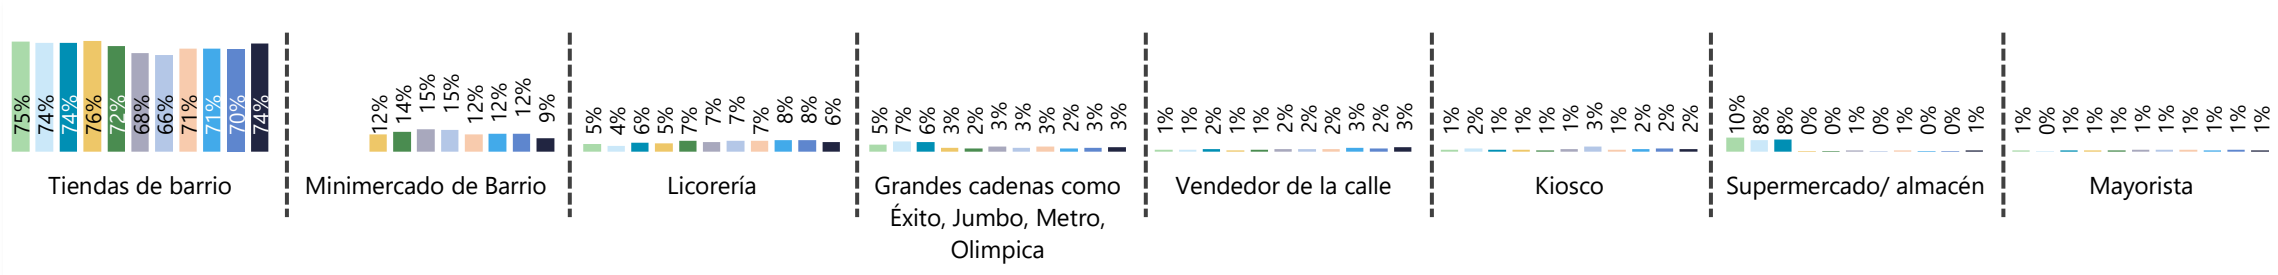 75% 74% 74% 76% 72% 68% 66% 71% 71% 70% 74%
Tiendas de barrio
12% 14% 15% 15% 12% 12% 12% 9%
Minimercado de Barrio
5% 4% 6% 5% 7% 7% 7% 7% 8% 8% 6%
Licorería
5% 7% 6% 3% 2% 3% 3% 3% 2% 3% 3%
Grandes cadenas como
Éxito, Jumbo, Metro,
Olimpica
1% 1% 2% 1% 1% 2% 2% 2% 3% 2% 3%
Vendedor de la calle
1% 2% 1% 1% 1% 1% 3% 1% 2% 2% 2%
Kiosco
10% 8% 8% 0% 0% 1% 0% 1% 0% 0% 1%
Supermercado/ almacén
1% 0% 1% 1% 1% 1% 1% 1% 1% 1% 1%
Mayorista